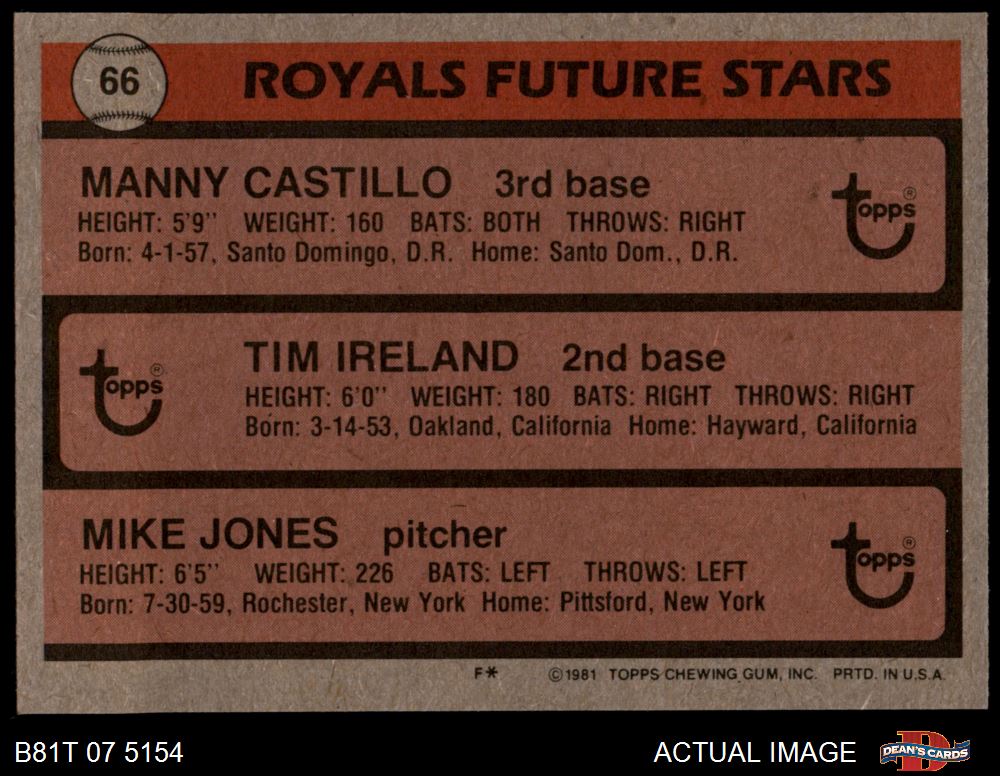 66 ROYALS FUTURE STARS
MANNY CASTILLO 3rd base
HEIGHT: 5'9" WEIGHT: 160 BATS: BOTH THROWS: RIGHT
Born: 4-1-57, Santo Domingo, D.R. Home: Santo Dom., D.R.
topps®
TIM IRELAND 2nd base
HEIGHT: 6'0" WEIGHT: 180 BATS: RIGHT THROWS: RIGHT
Born: 3-14-53, Oakland, California Home: Hayward, California
topps®
MIKE JONES pitcher
HEIGHT: 6'5" WEIGHT: 226 BATS: LEFT THROWS: LEFT
Born: 7-30-59, Rochester, New York Home: Pittsford, New York
topps®
F* ©1981 TOPPS CHEWING GUM, INC. PRTD. IN U.S.A.
B81T 07 5154 ACTUAL IMAGE D DEAN'S CARDS